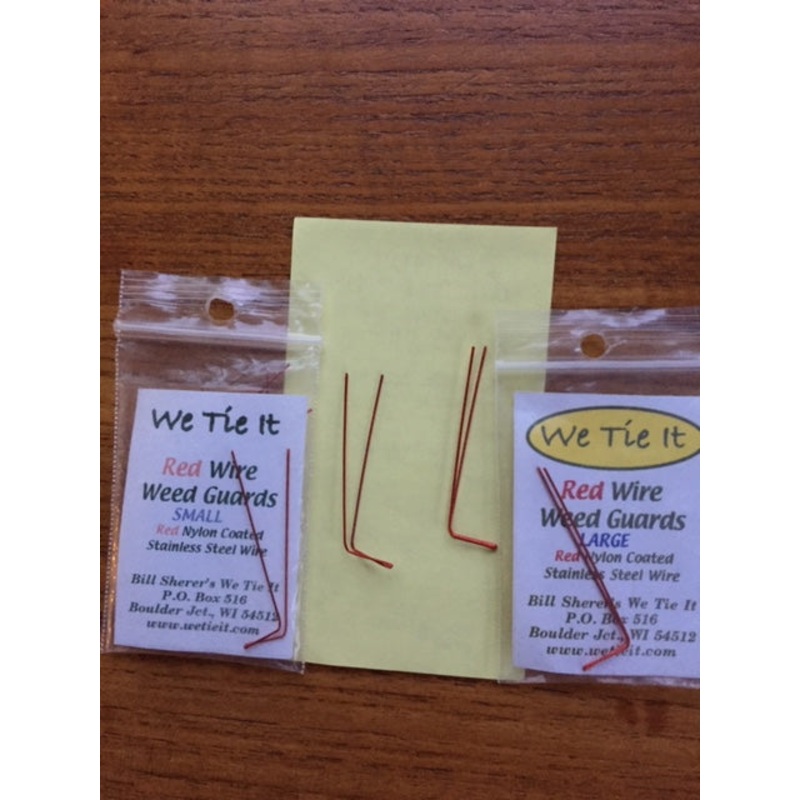 We Tie It
Red Wire
Weed Guards
SMALL
Red Nylon Coated
Stainless Steel Wire
Bill Sherer's We Tie It
P.O. Box 516
Boulder Jct., WI 54512
www.wetieit.com
We Tie It
Red Wire
Weed Guards
LARGE
Red Nylon Coated
Stainless Steel Wire
Bill Sherer's We Tie It
P.O. Box 516
Boulder Jct., WI 54512
www.wetieit.com